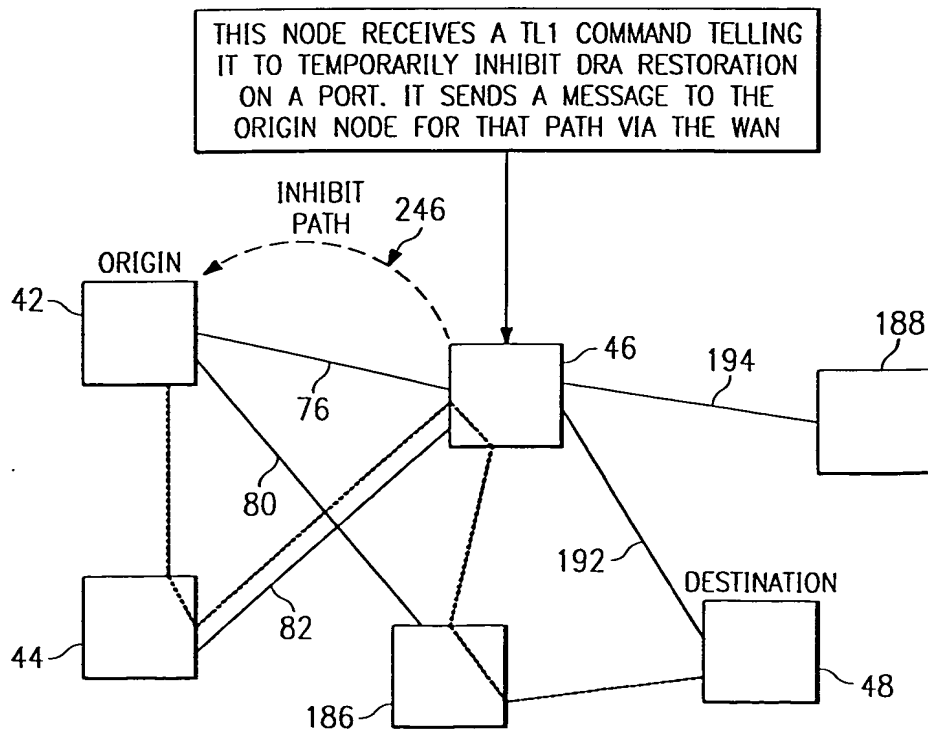 THIS NODE RECEIVES A TL1 COMMAND TELLING
IT TO TEMPORARILY INHIBIT DRA RESTORATION
ON A PORT. IT SENDS A MESSAGE TO THE
ORIGIN NODE FOR THAT PATH VIA THE WAN
INHIBIT
PATH
246
ORIGIN
42
46
188
194
76
80
192
DESTINATION
82
44
186
48